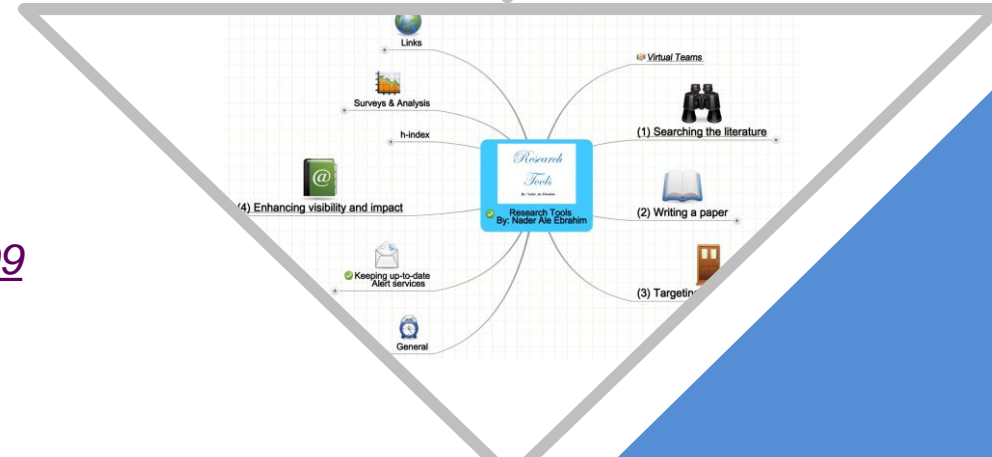 Links
Surveys & Analysis
h-index
(4) Enhancing visibility and impact
Keeping up-to-date
Alert services
General
Research
Tools
Research Tools
By: Nader Ale Ebrahim
Virtual Teams
(1) Searching the literature
(2) Writing a paper
(3) Targeting
09